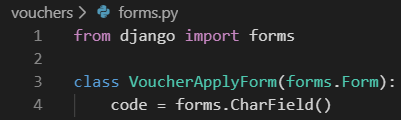 vouchers > forms.py
1 from django import forms
2
3 class VoucherApplyForm(forms.Form):
4     code = forms.CharField()